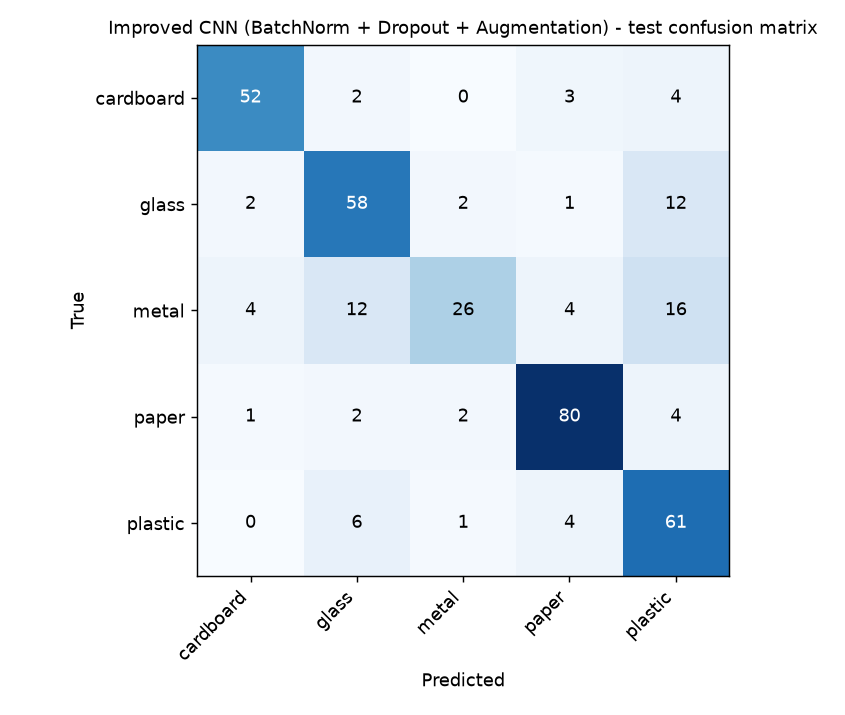 Improved CNN (BatchNorm + Dropout + Augmentation) - test confusion matrix
cardboard 52 2 0 3 4
glass 2 58 2 1 12
metal 4 12 26 4 16
paper 1 2 2 80 4
plastic 0 6 1 4 61
True
cardboard glass metal paper plastic
Predicted